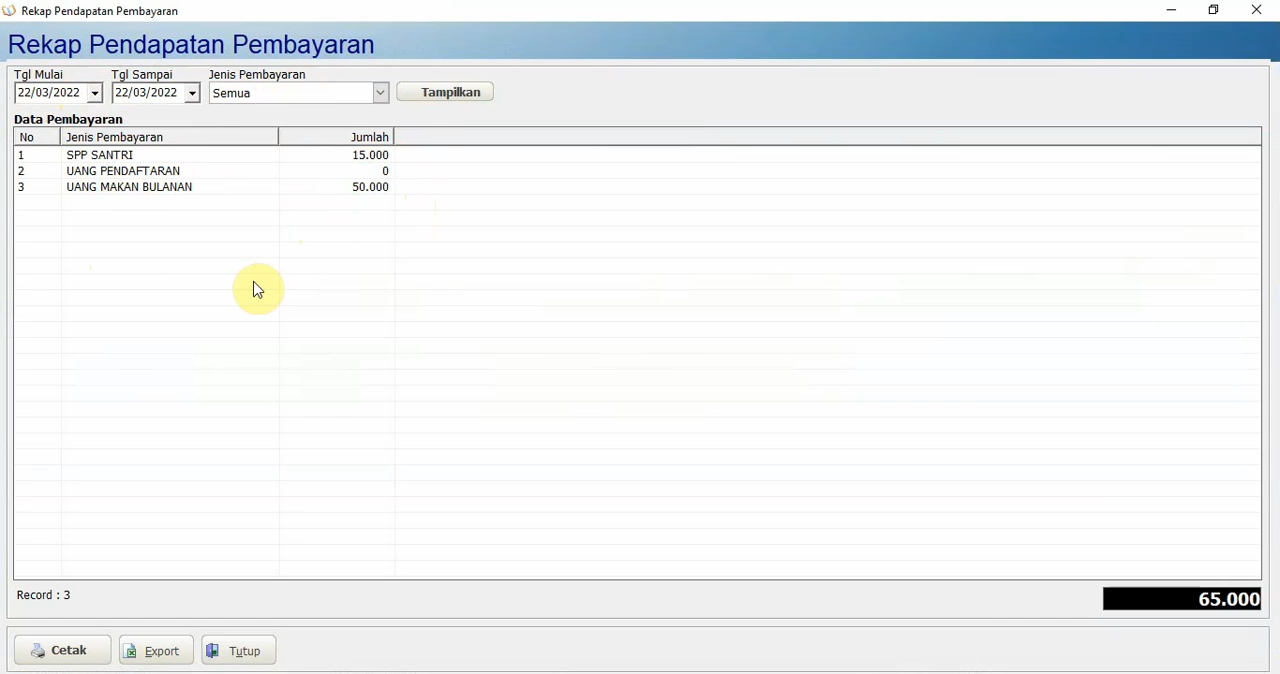 Rekap Pendapatan Pembayaran
Rekap Pendapatan Pembayaran
Tgl Mulai Tgl Sampai Jenis Pembayaran
22/03/2022 22/03/2022 Semua Tampilkan
Data Pembayaran
No Jenis Pembayaran Jumlah
1 SPP SANTRI 15.000
2 UANG PENDAFTARAN 0
3 UANG MAKAN BULANAN 50.000
Record : 3
65.000
Cetak Export Tutup